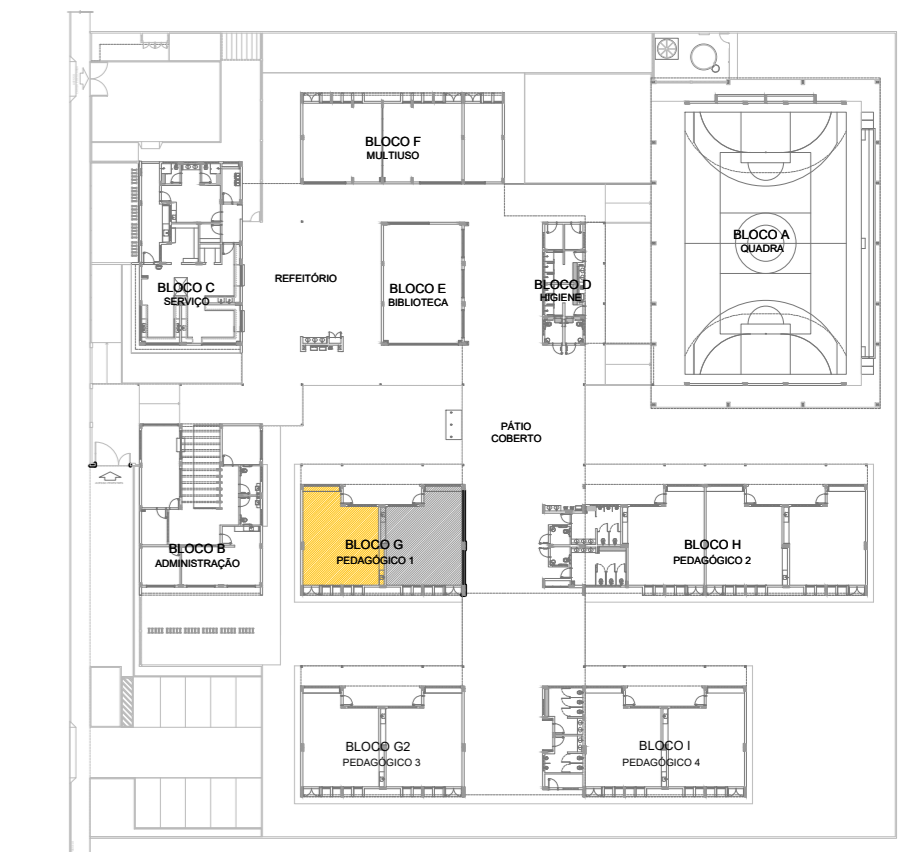 BLOCO F
MULTIUSO
BLOCO A
QUADRA
BLOCO C
SERVIÇO
REFEITÓRIO
BLOCO E
BIBLIOTECA
BLOCO D
HIGIENE
PÁTIO
COBERTO
BLOCO B
ADMINISTRAÇÃO
BLOCO G
PEDAGÓGICO 1
BLOCO H
PEDAGÓGICO 2
BLOCO G2
PEDAGÓGICO 3
BLOCO I
PEDAGÓGICO 4